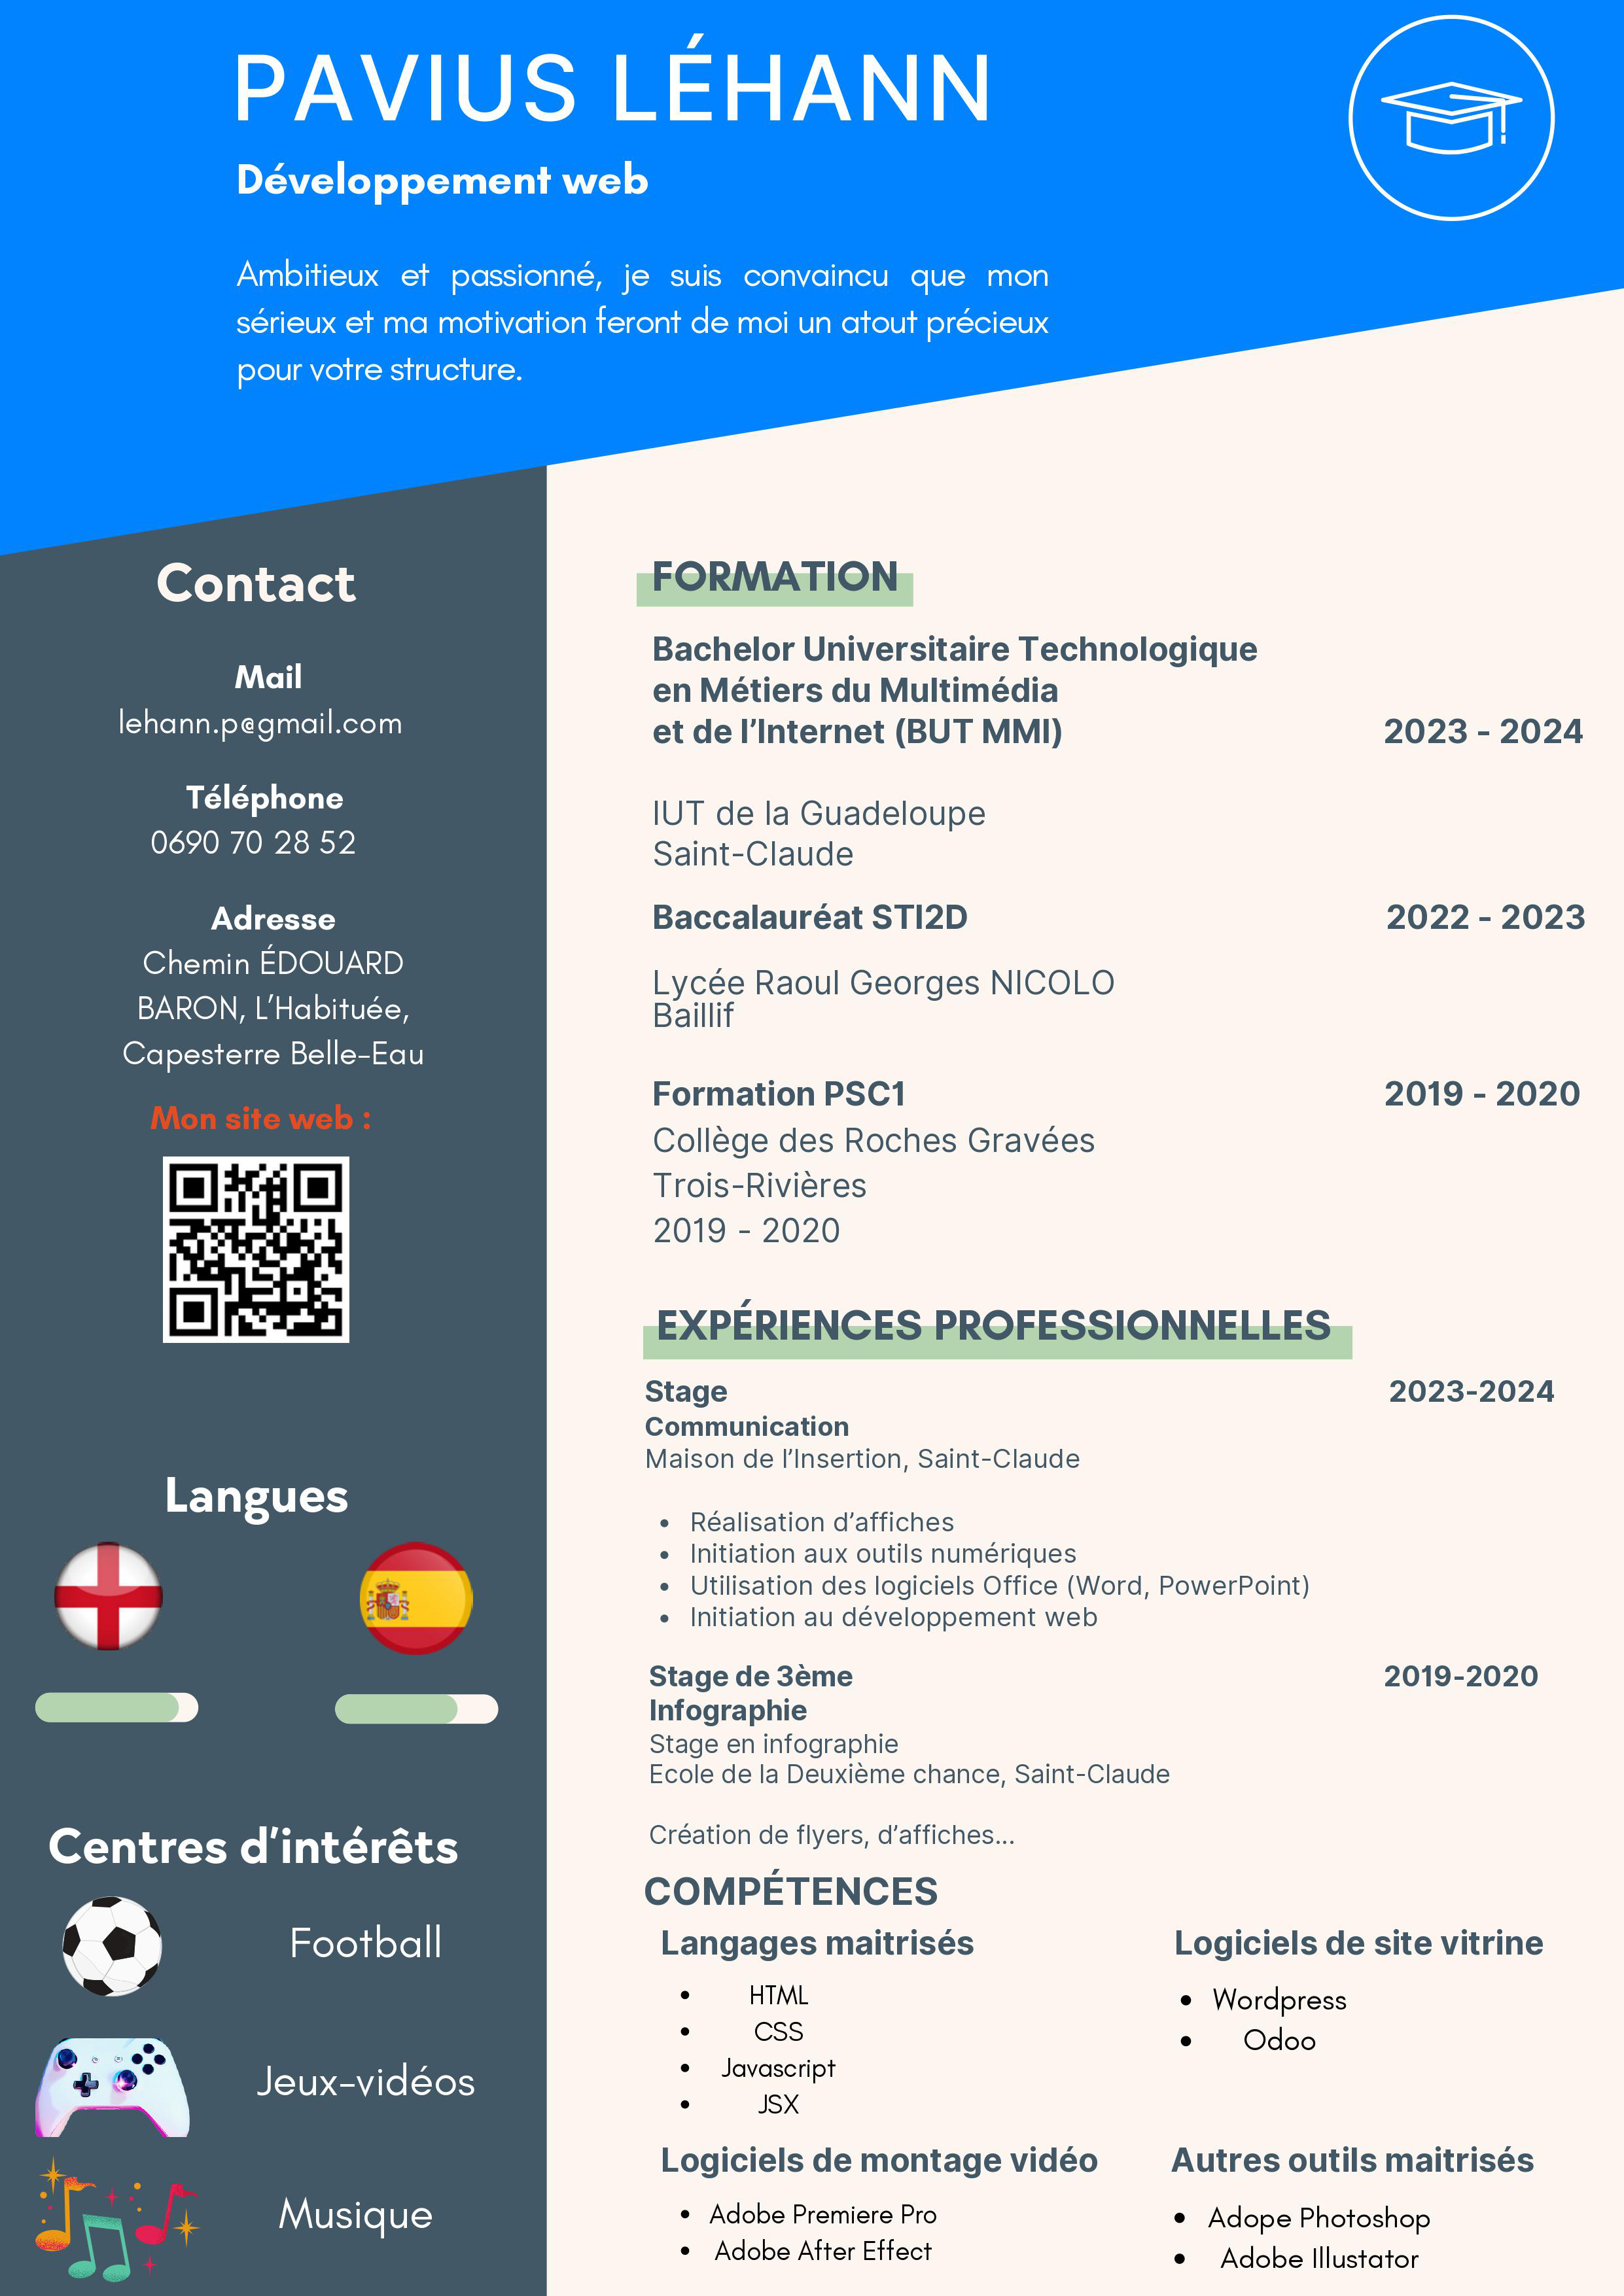 PAVIUS LÉHANN
Développement web
Ambitieux et passionné, je suis convaincu que mon
sérieux et ma motivation feront de moi un atout précieux
pour votre structure.
Contact
Mail
lehann.p@gmail.com
Téléphone
0690 70 28 52
Adresse
Chemin ÉDOUARD
BARON, L’Habituée,
Capesterre Belle-Eau
Mon site web :
Langues
Centres d'intérêts
Football
Jeux-vidéos
Musique
FORMATION
Bachelor Universitaire Technologique
en Métiers du Multimédia
et de l’Internet (BUT MMI) 2023 - 2024
IUT de la Guadeloupe
Saint-Claude
Baccalauréat STI2D 2022 - 2023
Lycée Raoul Georges NICOLO
Baillif
Formation PSC1 2019 - 2020
Collège des Roches Gravées
Trois-Rivières
2019 - 2020
EXPÉRIENCES PROFESSIONNELLES
Stage 2023-2024
Communication
Maison de l’Insertion, Saint-Claude
• Réalisation d’affiches
• Initiation aux outils numériques
• Utilisation des logiciels Office (Word, PowerPoint)
• Initiation au développement web
Stage de 3ème 2019-2020
Infographie
Stage en infographie
Ecole de la Deuxième chance, Saint-Claude
Création de flyers, d’affiches...
COMPÉTENCES
Langages maitrisés
• HTML
• CSS
• Javascript
• JSX
Logiciels de site vitrine
• Wordpress
• Odoo
Logiciels de montage vidéo
• Adobe Premiere Pro
• Adobe After Effect
Autres outils maitrisés
• Adope Photoshop
• Adobe Illustator